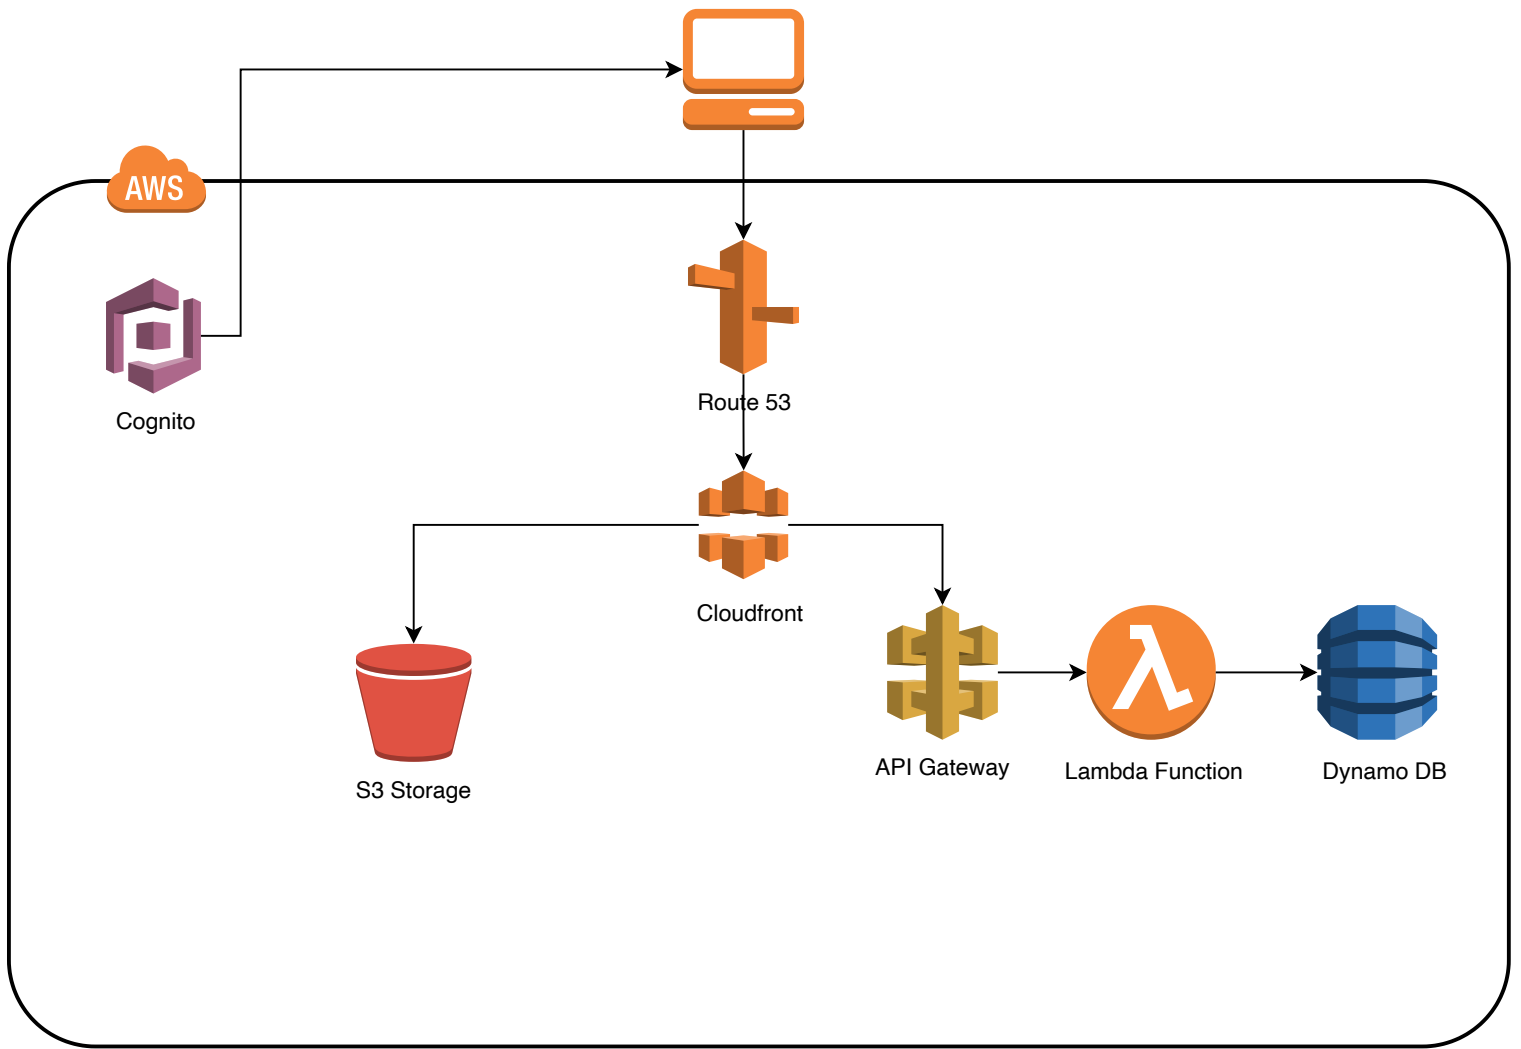 AWS
Route 53
Cognito
Cloudfront
API Gateway
Lambda Function
Dynamo DB
S3 Storage